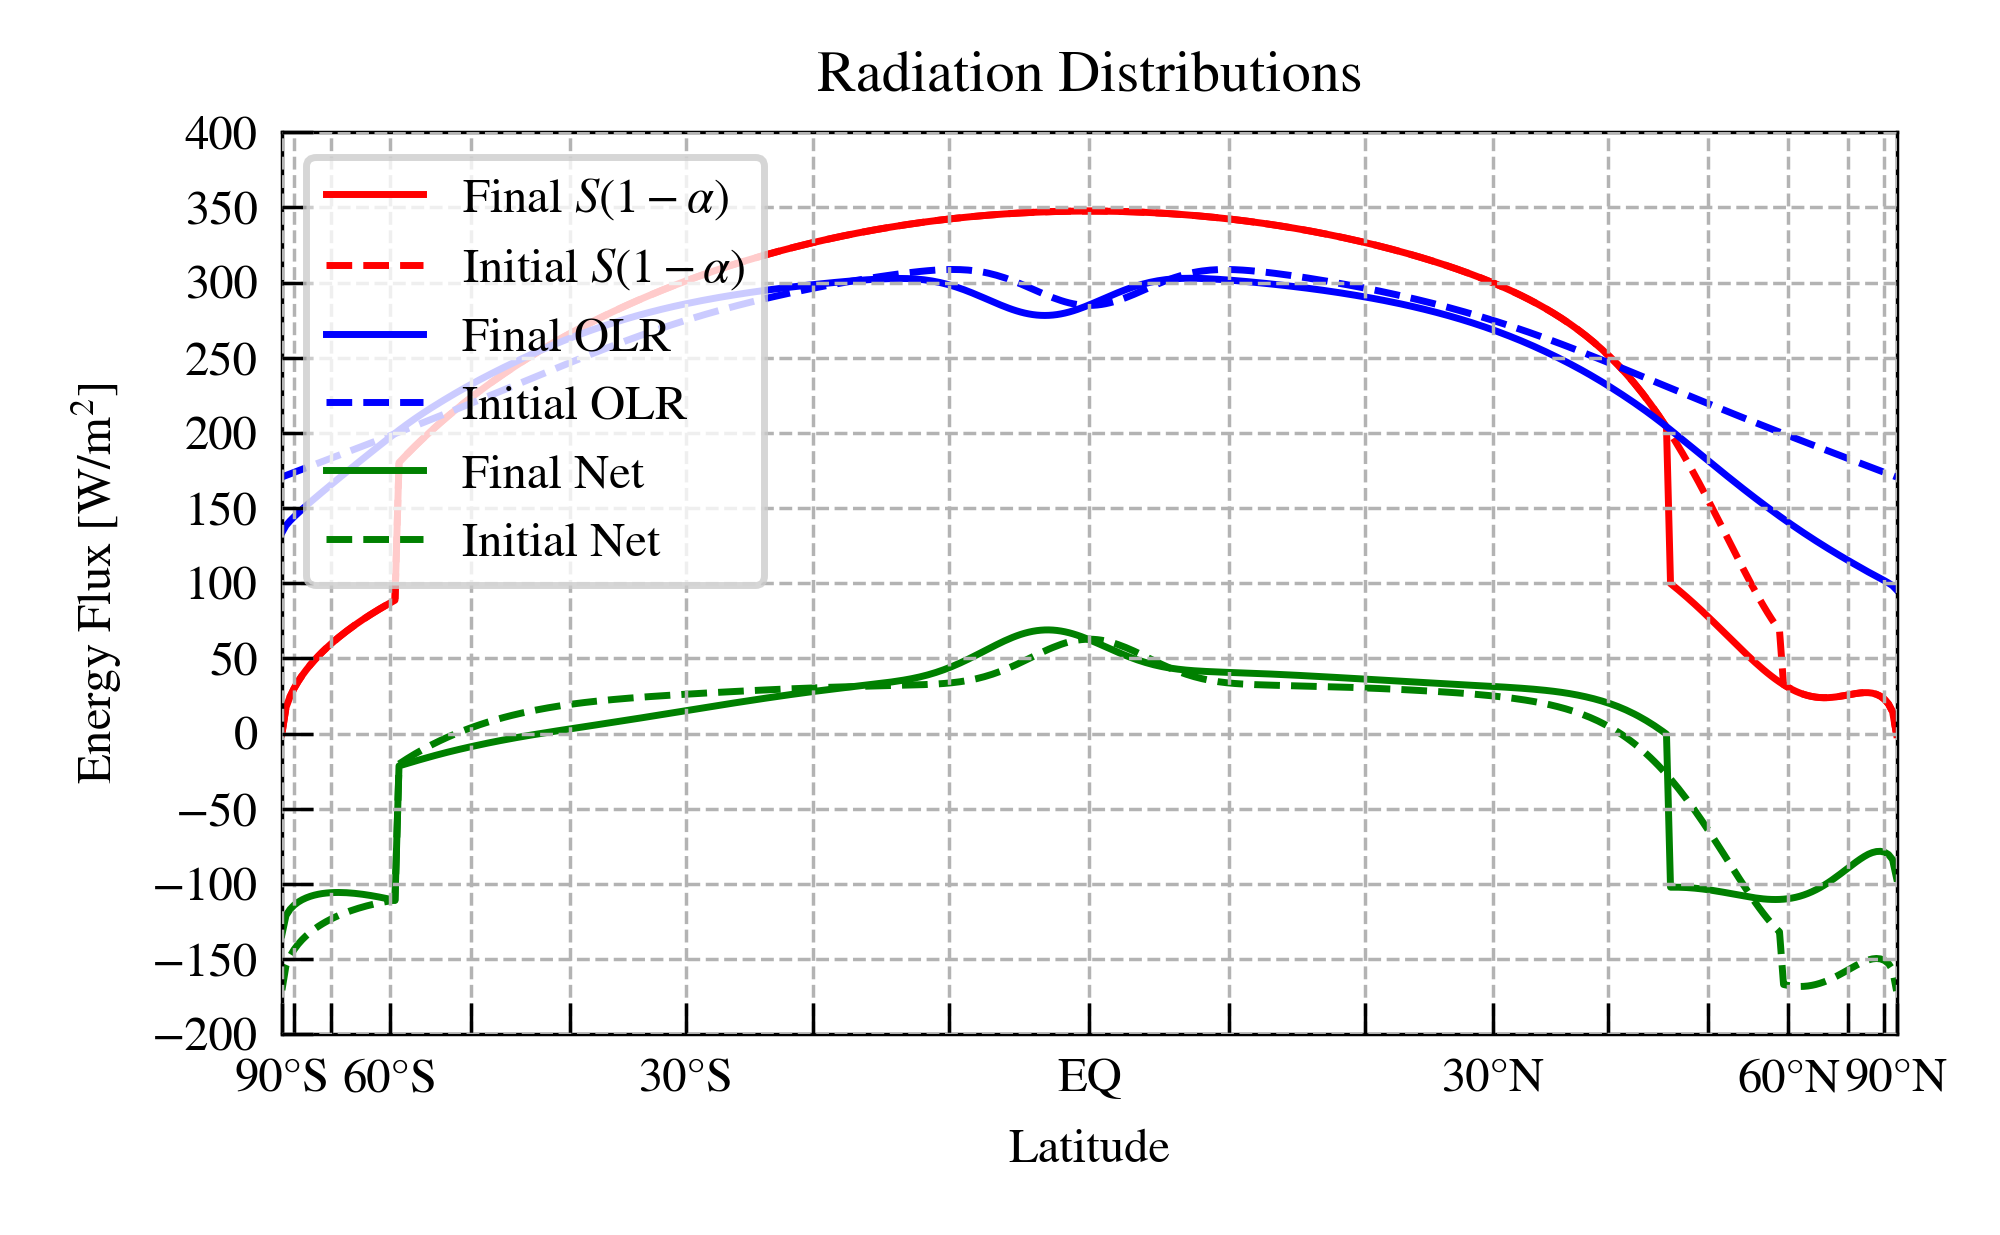 Radiation Distributions
400
350
300
250
200
150
100
50
0
−50
−100
−150
−200
Energy Flux [W/m²]
Final S(1 − α)
Initial S(1 − α)
Final OLR
Initial OLR
Final Net
Initial Net
90°S 60°S 30°S EQ 30°N 60°N 90°N
Latitude